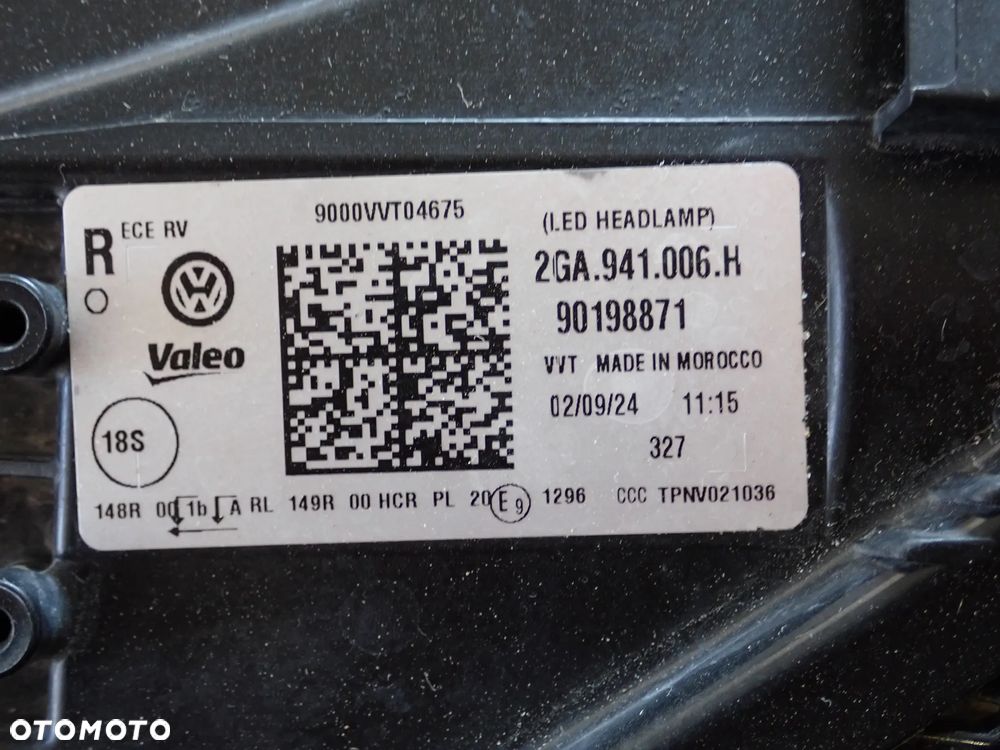 R
ECE RV
9000VVT04675
(LED HEADLAMP)
2GA.941.006.H
90198871
Valeo
VVT MADE IN MOROCCO
02/09/24 11:15
18S
327
148R 00 1b A RL 149R 00 HCR PL 20 E9 1296 CCC TPNV021036
OTOMOTO